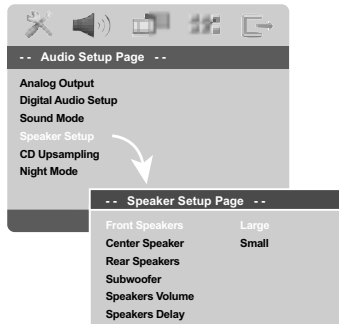 -- Audio Setup Page --
Analog Output
Digital Audio Setup
Sound Mode
Speaker Setup
CD Upsampling
Night Mode
-- Speaker Setup Page --
Front Speakers Large
Center Speaker Small
Rear Speakers
Subwoofer
Speakers Volume
Speakers Delay